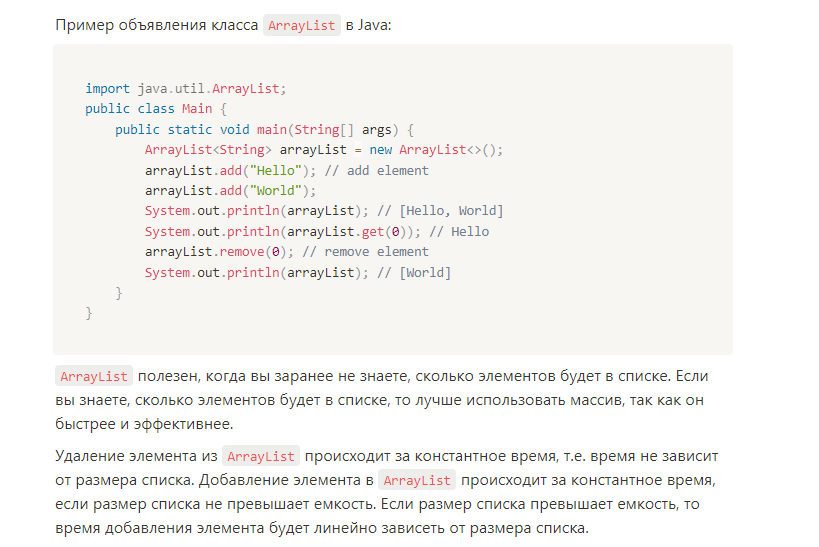 Пример объявления класса ArrayList в Java:
import java.util.ArrayList;
public class Main {
    public static void main(String[] args) {
        ArrayList<String> arrayList = new ArrayList<>();
        arrayList.add("Hello"); // add element
        arrayList.add("World");
        System.out.println(arrayList); // [Hello, World]
        System.out.println(arrayList.get(0)); // Hello
        arrayList.remove(0); // remove element
        System.out.println(arrayList); // [World]
    }
}
ArrayList полезен, когда вы заранее не знаете, сколько элементов будет в списке. Если
вы знаете, сколько элементов будет в списке, то лучше использовать массив, так как он
быстрее и эффективнее.
Удаление элемента из ArrayList происходит за константное время, т.е. время не зависит
от размера списка. Добавление элемента в ArrayList происходит за константное время,
если размер списка не превышает емкость. Если размер списка превышает емкость, то
время добавления элемента будет линейно зависеть от размера списка.